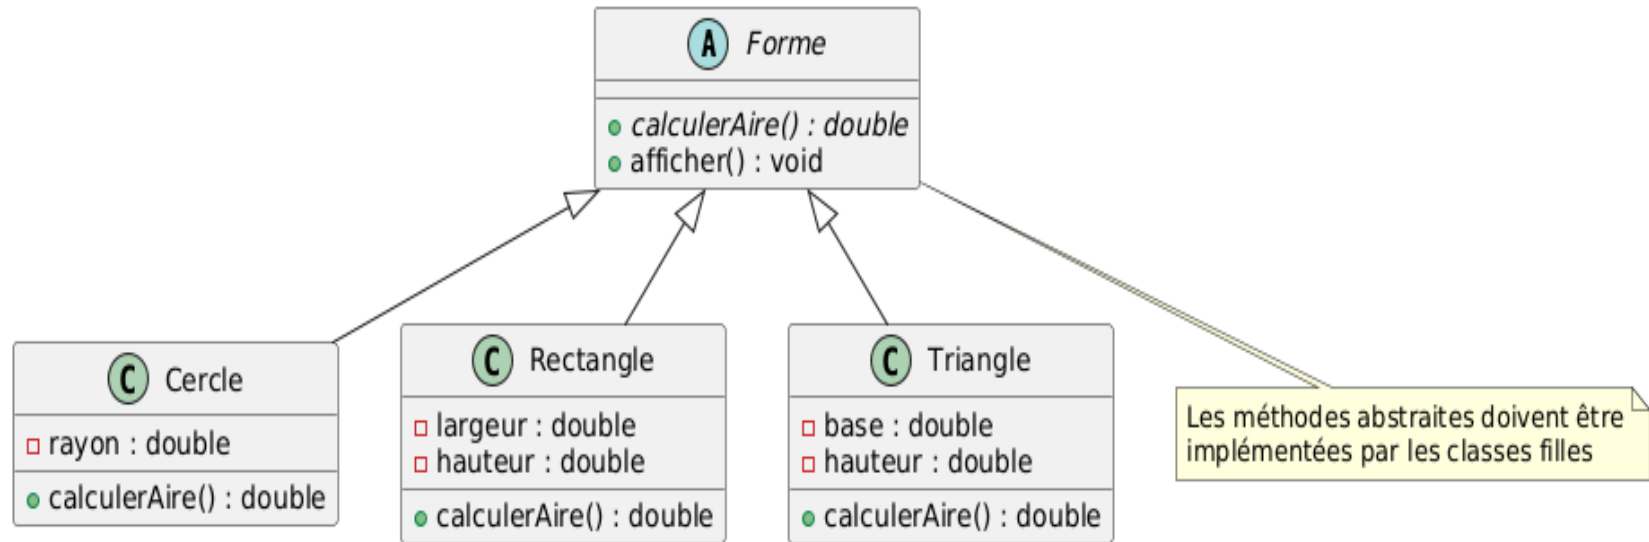 A Forme
calculerAire() : double
afficher() : void
C Cercle
rayon : double
calculerAire() : double
C Rectangle
largeur : double
hauteur : double
calculerAire() : double
C Triangle
base : double
hauteur : double
calculerAire() : double
Les méthodes abstraites doivent être
implémentées par les classes filles